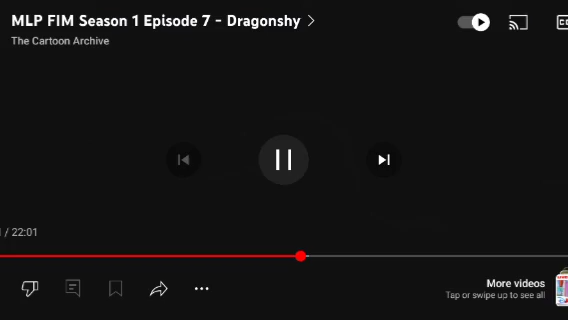 MLP FIM Season 1 Episode 7 - Dragonshy
The Cartoon Archive
/ 22:01
More videos
Tap or swipe up to see all